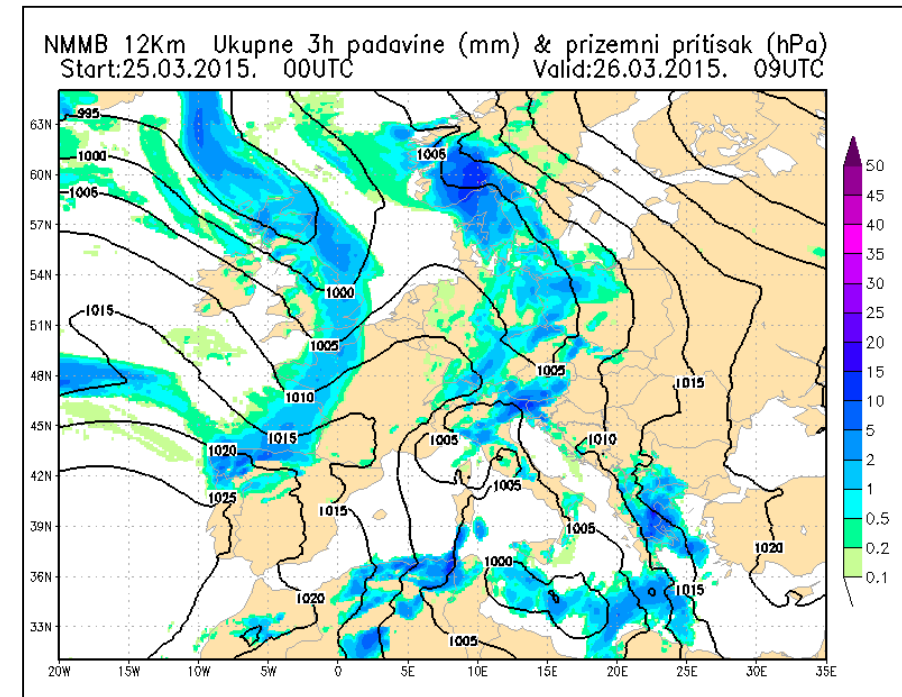 NMMB 12Km Ukupne 3h padavine (mm) & prizemni pritisak (hPa)
Start:25.03.2015. 00UTC Valid:26.03.2015. 09UTC
63N
60N
57N
54N
51N
48N
45N
42N
39N
36N
33N
20W 15W 10W 5W 0 5E 10E 15E 20E 25E 30E 35E
995
1000
1005
1005
1000
1015
1005
1005
1010
1015
1015
1020
1005
1010
1025
1005
1015
1005
1000
1020
1020
1015
1005
50
45
40
35
30
25
20
15
10
5
2
1
0.5
0.2
0.1